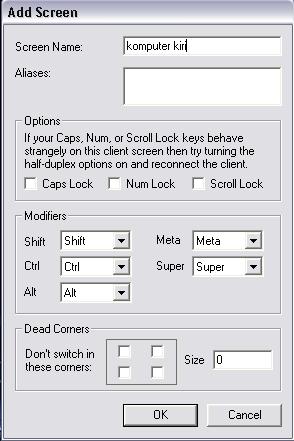 Add Screen
Screen Name: komputer kiri
Aliases:
Options
If your Caps, Num, or Scroll Lock keys behave
strangely on this client screen then try turning the
half-duplex options on and reconnect the client.
Caps Lock Num Lock Scroll Lock
Modifiers
Shift Shift Meta Meta
Ctrl Ctrl Super Super
Alt Alt
Dead Corners
Don't switch in
these corners:
Size 0
OK Cancel